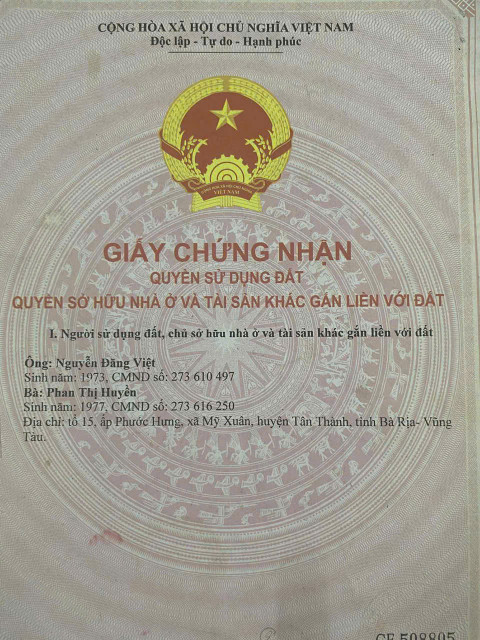 CỘNG HÒA XÃ HỘI CHỦ NGHĨA VIỆT NAM
Độc lập - Tự do - Hạnh phúc
VIỆT NAM
GIẤY CHỨNG NHẬN
QUYỀN SỬ DỤNG ĐẤT
QUYỀN SỞ HỮU NHÀ Ở VÀ TÀI SẢN KHÁC GẮN LIỀN VỚI ĐẤT
I. Người sử dụng đất, chủ sở hữu nhà ở và tài sản khác gắn liền với đất
Ông: Nguyễn Đăng Việt
Sinh năm: 1973, CMND số: 273 610 497
Bà: Phan Thị Huyền
Sinh năm: 1977, CMND số: 273 616 250
Địa chỉ: tổ 15, ấp Phước Hưng, xã Mỹ Xuân, huyện Tân Thành, tỉnh Bà Rịa- Vũng
Tàu.